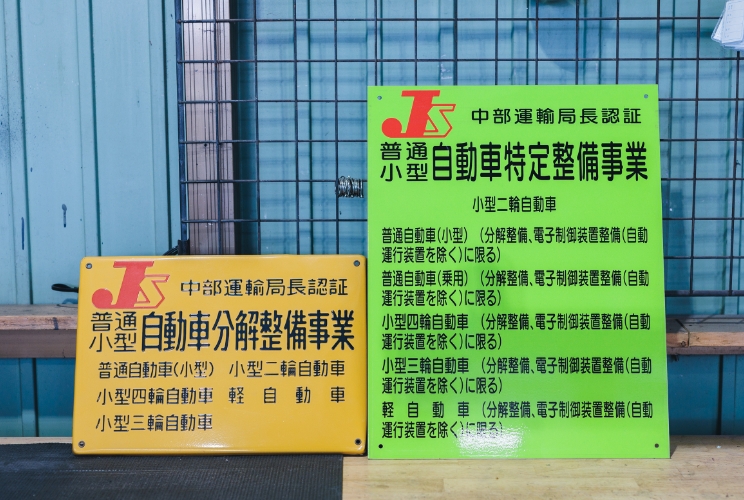 JS 中部運輸局長認証
普通
小型 自動車分解整備事業
普通自動車(小型) 小型二輪自動車
小型四輪自動車 軽自動車
小型三輪自動車
JS 中部運輸局長認証
普通
小型 自動車特定整備事業
小型二輪自動車
普通自動車(小型) (分解整備、電子制御装置整備(自動
運行装置を除く)に限る)
普通自動車(乗用) (分解整備、電子制御装置整備(自動
運行装置を除く)に限る)
小型四輪自動車 (分解整備、電子制御装置整備(自動
運行装置を除く)に限る)
小型三輪自動車 (分解整備、電子制御装置整備(自動
運行装置を除く)に限る)
軽自動車 (分解整備、電子制御装置整備(自動
運行装置を除く)に限る)